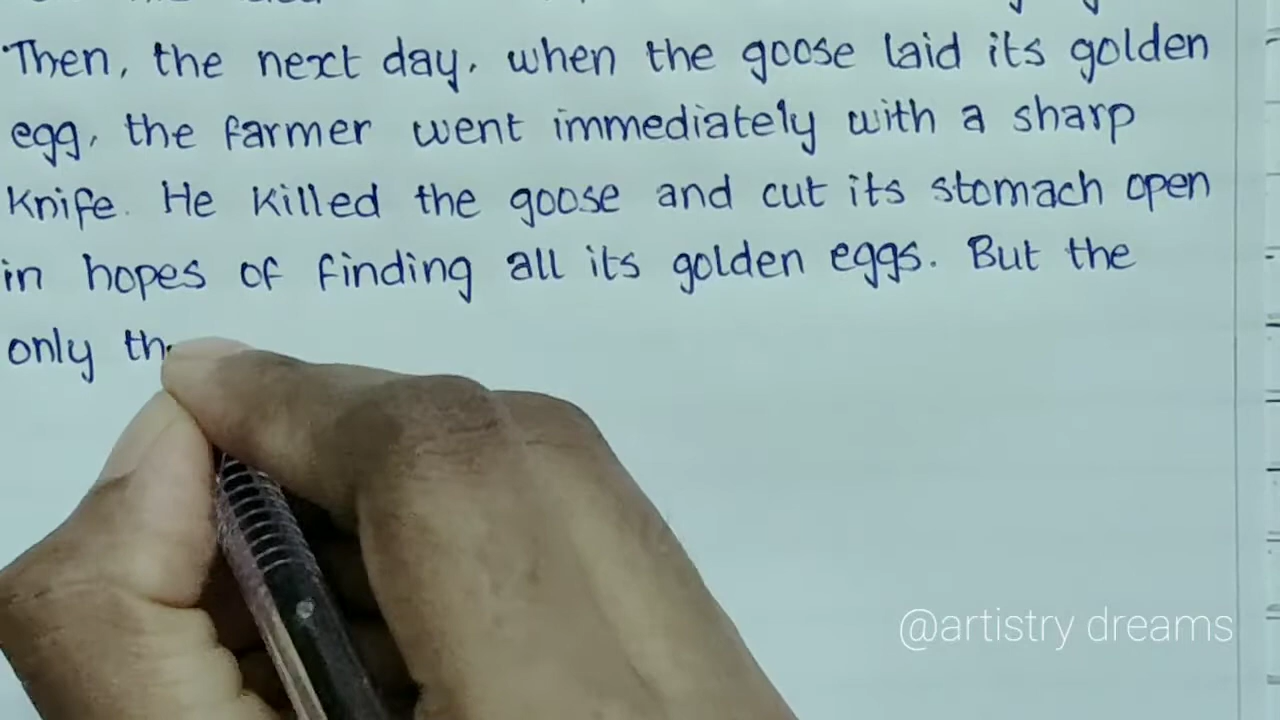 Then, the next day, when the goose laid its golden
egg, the farmer went immediately with a sharp
Knife. He killed the goose and cut its stomach open
in hopes of finding all its golden eggs. But the
only th
@artistry dreams